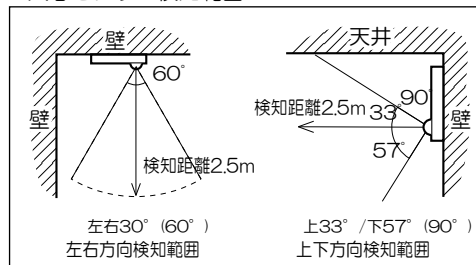 壁
壁
60°
検知距離2.5m
左右30°(60°)
左右方向検知範囲
天井
壁
90°
33°
57°
検知距離2.5m
上33°/下57°(90°)
上下方向検知範囲